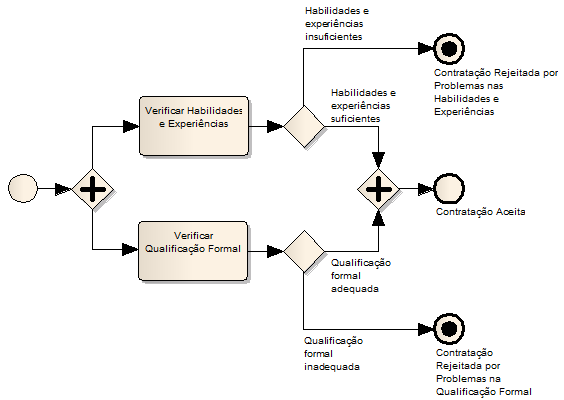 Habilidades e
experiências
insuficientes
Contratação Rejeitada por
Problemas nas
Habilidades e
Experiências
Verificar Habilidades
e Experiências
Habilidades e
experiências
suficientes
Contratação Aceita
Verificar
Qualificação Formal
Qualificação
formal
adequada
Qualificação
formal
inadequada
Contratação
Rejeitada por
Problemas na
Qualificação Formal